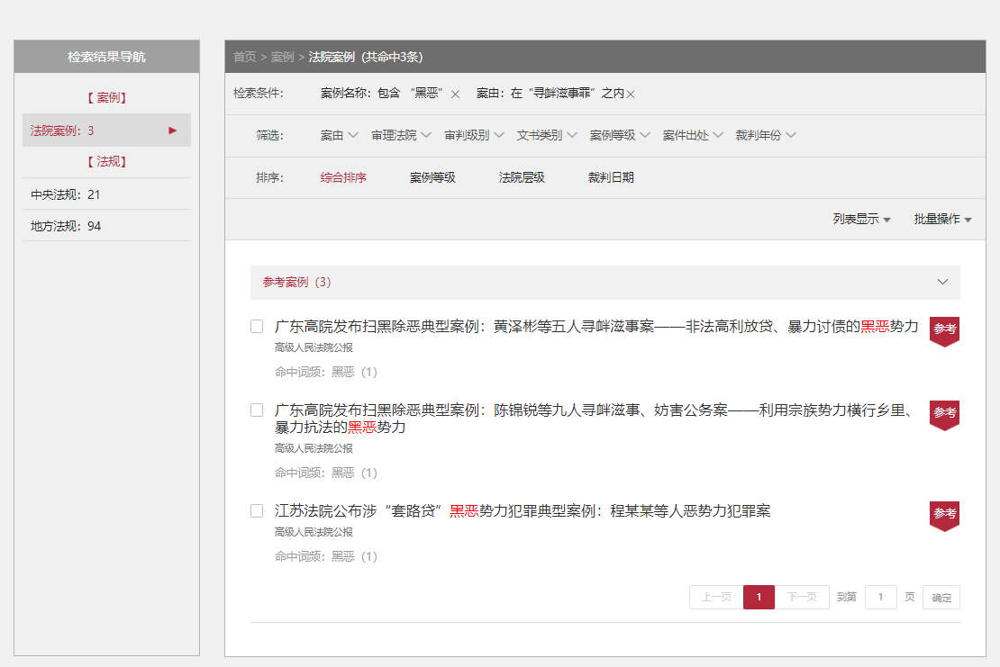 检索结果导航
【 案例】
法院案例：3
【 法规】
中央法规：21
地方法规：94
首页 > 案例 > 法院案例（共命中3条）
检索条件： 案例名称：包含 “黑恶” × 案由：在“寻衅滋事罪”之内×
筛选： 案由 审理法院 审判级别 文书类别 案例等级 案件出处 裁判年份
排序： 综合排序 案例等级 法院层级 裁判日期
列表显示 批量操作
参考案例（3）
广东高院发布扫黑除恶典型案例：黄泽彬等五人寻衅滋事案——非法高利放贷、暴力讨债的黑恶势力 参考
高级人民法院公报
命中词频：黑恶（1）
广东高院发布扫黑除恶典型案例：陈锦锐等九人寻衅滋事、妨害公务案——利用宗族势力横行乡里、 参考
暴力抗法的黑恶势力
高级人民法院公报
命中词频：黑恶（1）
江苏法院公布涉“套路贷”黑恶势力犯罪典型案例：程某某等人恶势力犯罪案 参考
高级人民法院公报
命中词频：黑恶（1）
上一页 1 下一页 到第 1 页 确定